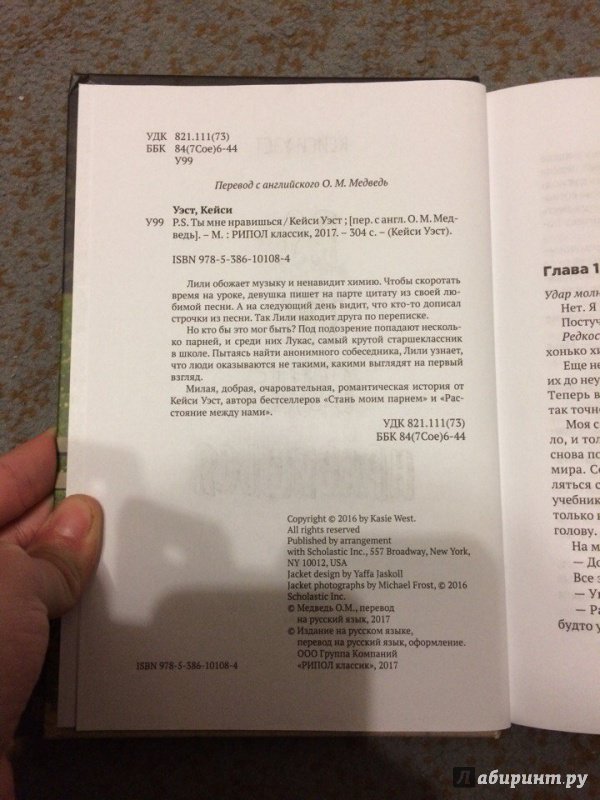 УДК 821.111(73)
ББК 84(7Сое)6-44
У99
Перевод с английского О. М. Медведь
Уэст, Кейси
У99 P.S. Ты мне нравишься / Кейси Уэст ; [пер. с англ. О. М. Мед-
ведь]. – М. : РИПОЛ классик, 2017. – 304 с. – (Кейси Уэст).
ISBN 978-5-386-10108-4
Лили обожает музыку и ненавидит химию. Чтобы скоротать
время на уроке, девушка пишет на парте цитату из своей лю-
бимой песни. А на следующий день видит, что кто-то дописал
строчки из песни. Так Лили находит друга по переписке.
Но кто бы это мог быть? Под подозрение попадают несколь-
ко парней, и среди них Лукас, самый крутой старшеклассник
в школе. Пытаясь найти анонимного собеседника, Лили узнает,
что люди оказываются не такими, какими выглядят на первый
взгляд.
Милая, добрая, очаровательная, романтическая история от
Кейси Уэст, автора бестселлеров «Стань моим парнем» и «Рас-
стояние между нами».
УДК 821.111(73)
ББК 84(7Сое)6-44
Copyright © 2016 by Kasie West.
All rights reserved
Published by arrangement
with Scholastic Inc., 557 Broadway, New York,
NY 10012, USA
Jacket design by Yaffa Jaskoll
Jacket photographs by Michael Frost, © 2016
Scholastic Inc.
© Медведь О.М., перевод
на русский язык, 2017
© Издание на русском языке,
перевод на русский язык, оформление.
ООО Группа Компаний
«РИПОЛ классик», 2017
ISBN 978-5-386-10108-4
Глава 1
Удар молн
Нет. Я
Постуч
Редкос
хонько хи
Еще не
их до неу
Теперь в
так точн
Моя с
ло, и тол
снова по
мира. Се
ляться с
учебник
только н
голову.
На м
— До
Все э
— Ун
— Ра
будто у
Лабиринт.ру